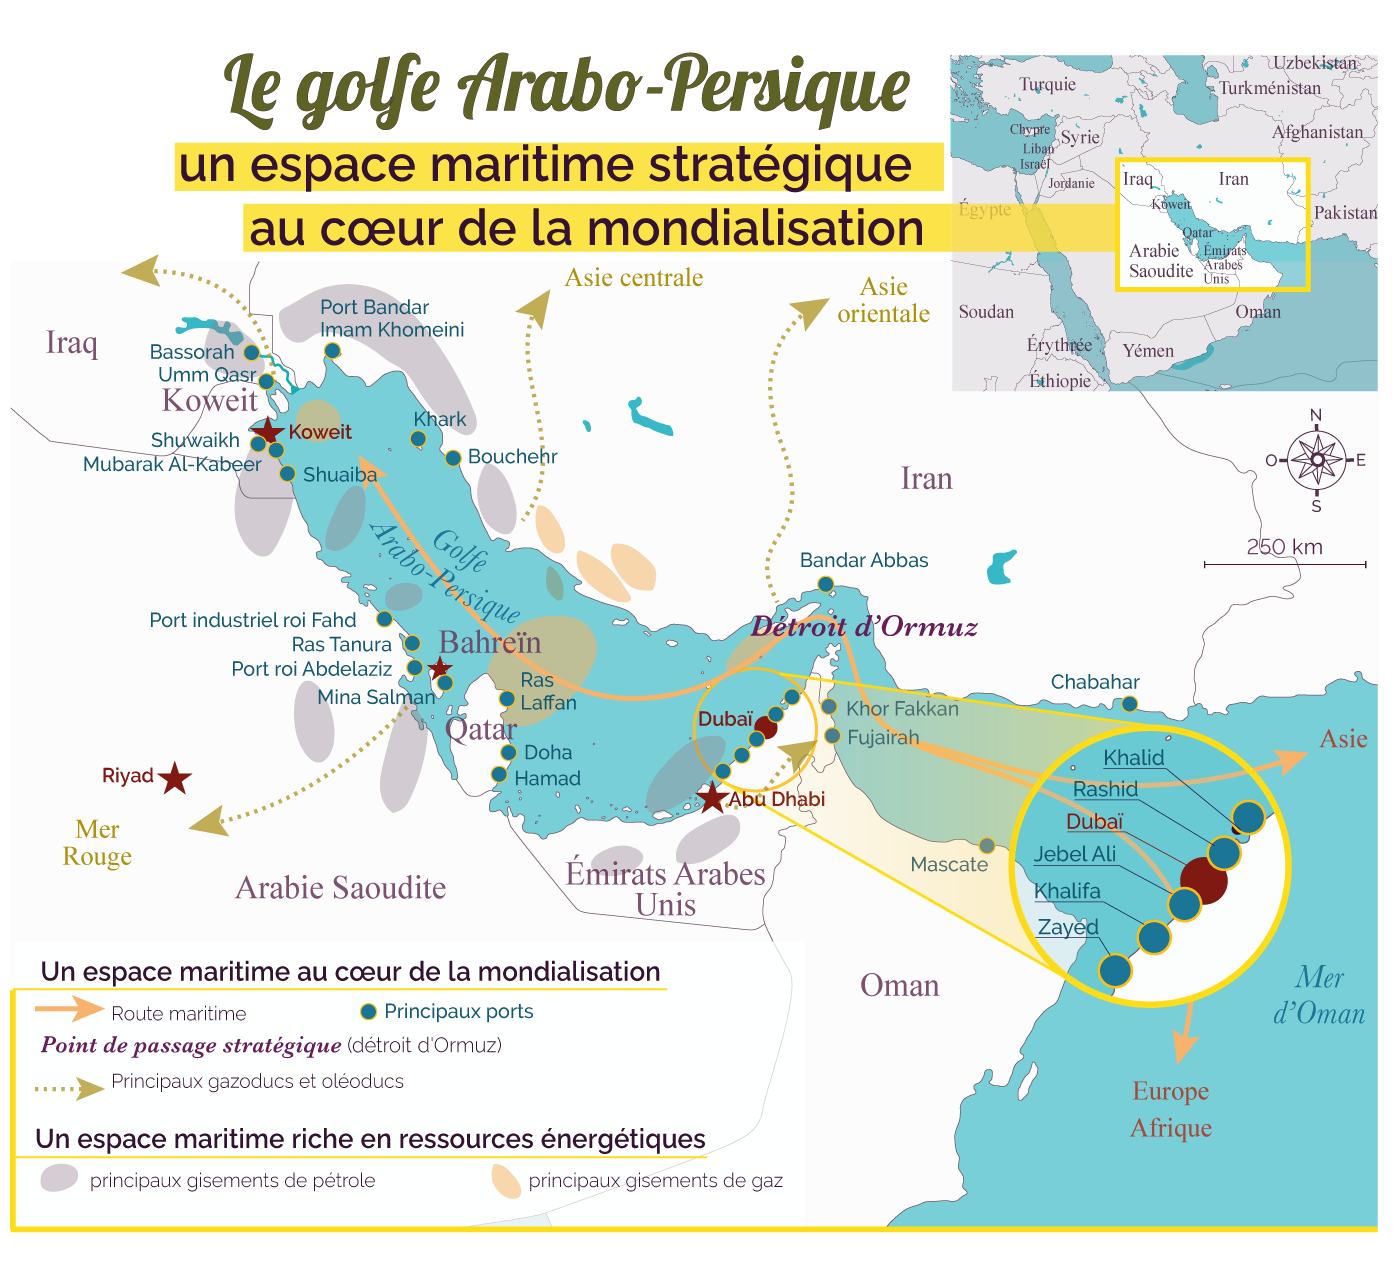 Le golfe Arabo-Persique
un espace maritime stratégique
au cœur de la mondialisation
Uzbekistan
Turquie
Turkménistan
Chypre
Syrie
Afghanistan
Liban
Israël
Jordanie
Iraq
Iran
Égypte
Koweit
Pakistan
Qatar
Arabie
Saoudite
Émirats
Arabes
Unis
Soudan
Oman
Érythrée
Yémen
Éthiopie
Asie centrale
Asie
orientale
Port Bandar
Imam Khomeini
Iraq
Bassorah
Umm Qasr
Koweit
Koweit
Khark
Shuwaikh
Mubarak Al-Kabeer
Shuaiba
Bouchehr
Iran
N
O
E
S
250 km
Golfe
Arabo-Persique
Bandar Abbas
Détroit d’Ormuz
Port industriel roi Fahd
Ras Tanura
Bahreïn
Port roi Abdelaziz
Mina Salman
Ras
Laffan
Qatar
Doha
Hamad
Dubaï
Khor Fakkan
Fujairah
Chabahar
Asie
Riyad
Abu Dhabi
Mer
Rouge
Mascate
Arabie Saoudite
Émirats Arabes
Unis
Khalid
Rashid
Dubaï
Jebel Ali
Khalifa
Zayed
Oman
Mer
d’Oman
Europe
Afrique
Un espace maritime au cœur de la mondialisation
Route maritime
Principaux ports
Point de passage stratégique (détroit d'Ormuz)
Principaux gazoducs et oléoducs
Un espace maritime riche en ressources énergétiques
principaux gisements de pétrole
principaux gisements de gaz